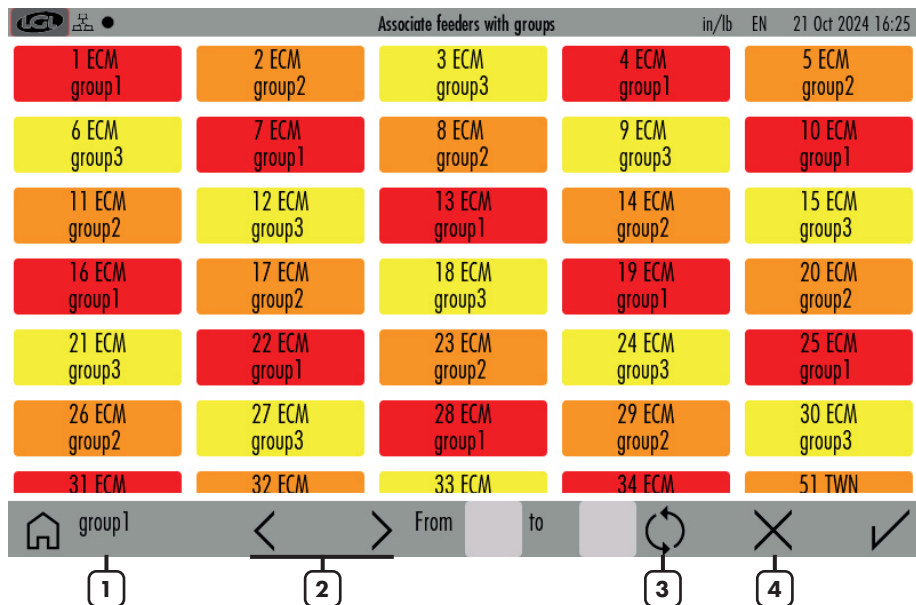 LGL Associate feeders with groups in/lb EN 21 Oct 2024 16:25
1 ECM 2 ECM 3 ECM 4 ECM 5 ECM
group1 group2 group3 group1 group2
6 ECM 7 ECM 8 ECM 9 ECM 10 ECM
group3 group1 group2 group3 group1
11 ECM 12 ECM 13 ECM 14 ECM 15 ECM
group2 group3 group1 group2 group3
16 ECM 17 ECM 18 ECM 19 ECM 20 ECM
group1 group2 group3 group1 group2
21 ECM 22 ECM 23 ECM 24 ECM 25 ECM
group3 group1 group2 group3 group1
26 ECM 27 ECM 28 ECM 29 ECM 30 ECM
group2 group3 group1 group2 group3
31 ECM 32 ECM 33 ECM 34 ECM 51 TWN
group1 From to
1 2 3 4